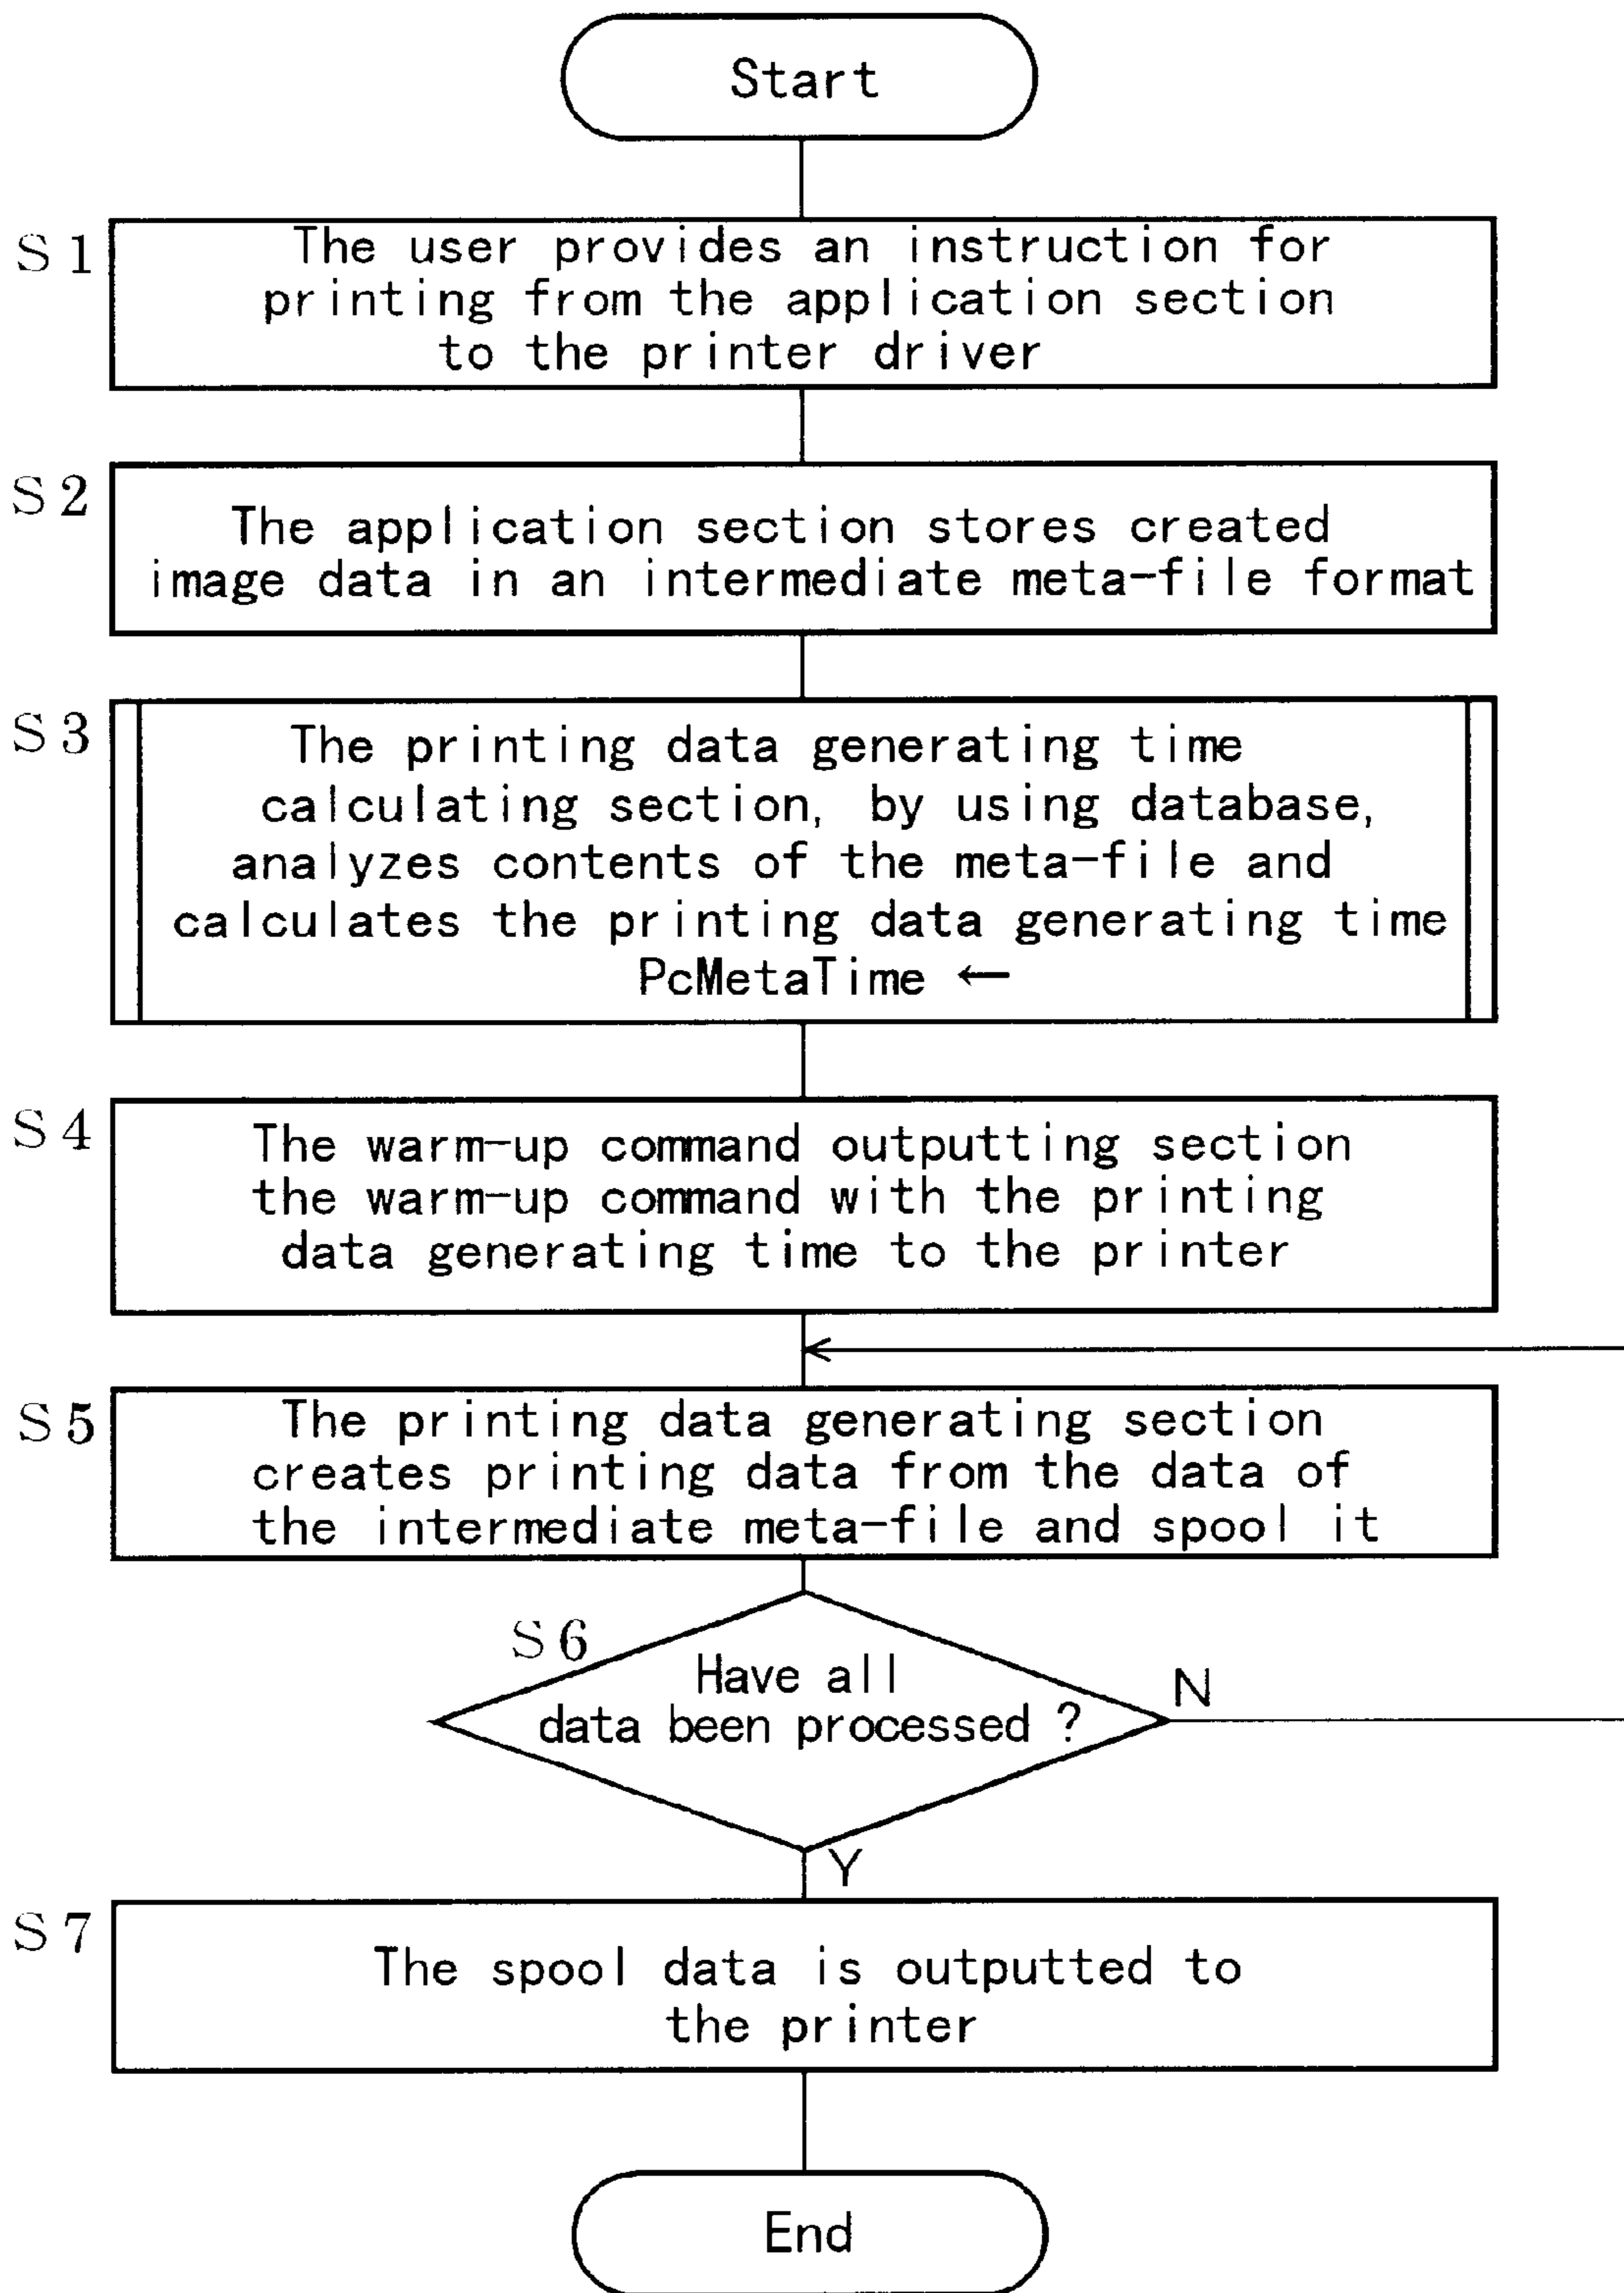 Start
S1
The user provides an instruction for
printing from the application section
to the printer driver
S2
The application section stores created
image data in an intermediate meta-file format
S3
The printing data generating time
calculating section, by using database,
analyzes contents of the meta-file and
calculates the printing data generating time
PcMetaTime ←
S4
The warm-up command outputting section
the warm-up command with the printing
data generating time to the printer
S5
The printing data generating section
creates printing data from the data of
the intermediate meta-file and spool it
S6
Have all
data been processed ?
N
Y
S7
The spool data is outputted to
the printer
End